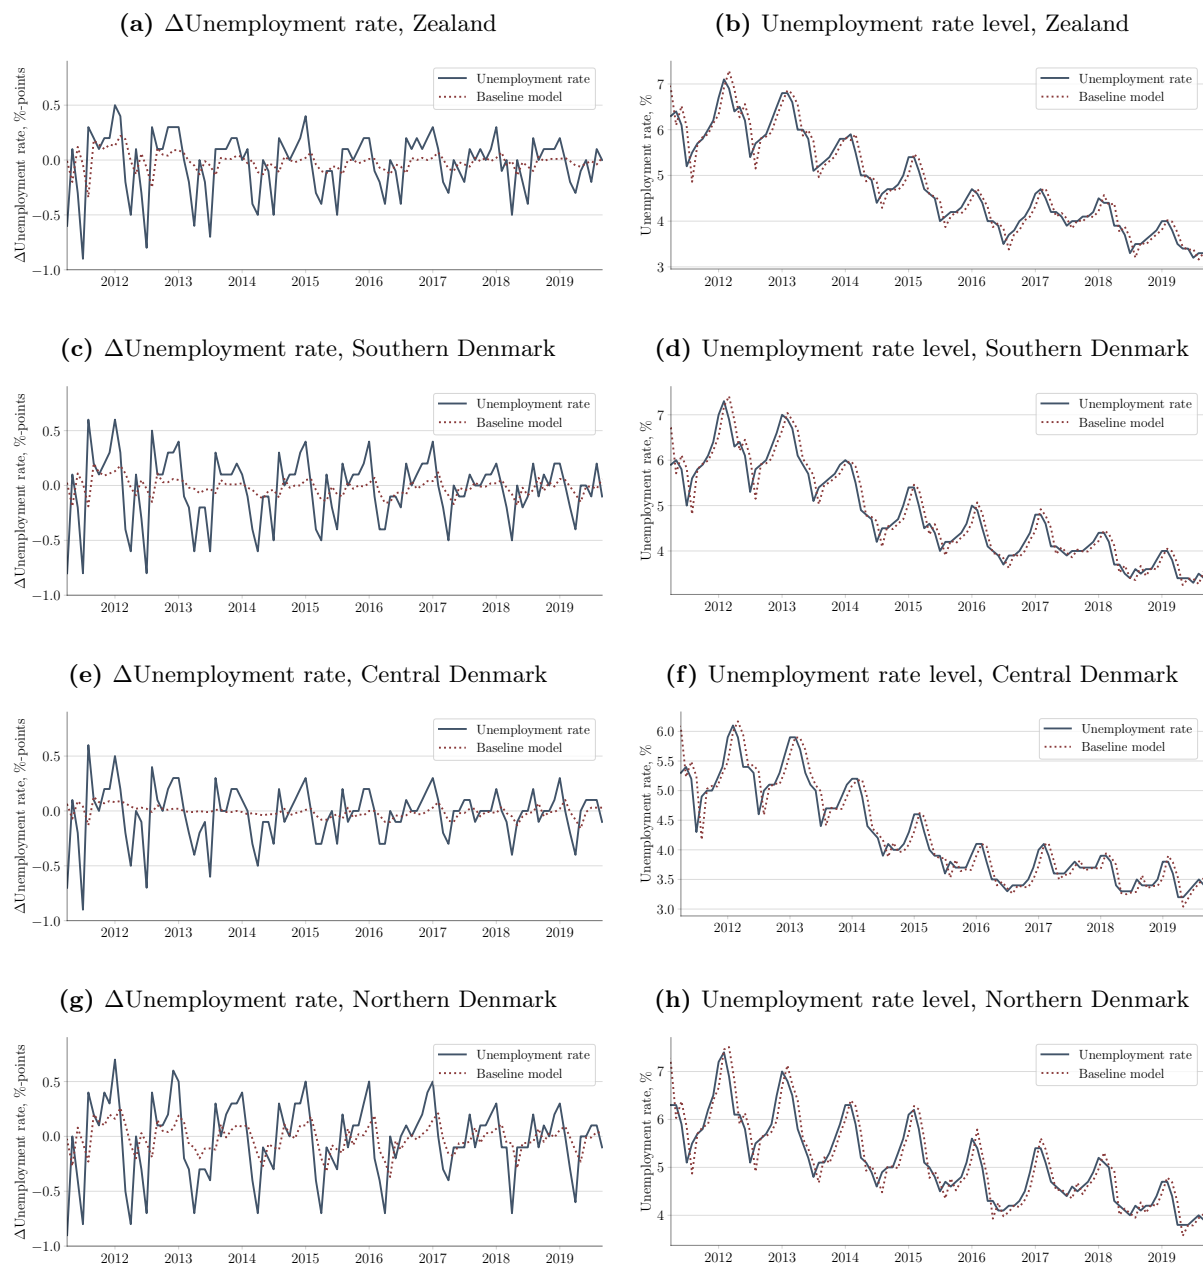 (a) ΔUnemployment rate, Zealand
ΔUnemployment rate, %-points
0.5
0.0
−0.5
−1.0
Unemployment rate
Baseline model
2012 2013 2014 2015 2016 2017 2018 2019
(b) Unemployment rate level, Zealand
Unemployment rate, %
7
6
5
4
3
Unemployment rate
Baseline model
2012 2013 2014 2015 2016 2017 2018 2019
(c) ΔUnemployment rate, Southern Denmark
ΔUnemployment rate, %-points
0.5
0.0
−0.5
−1.0
Unemployment rate
Baseline model
2012 2013 2014 2015 2016 2017 2018 2019
(d) Unemployment rate level, Southern Denmark
Unemployment rate, %
7
6
5
4
Unemployment rate
Baseline model
2012 2013 2014 2015 2016 2017 2018 2019
(e) ΔUnemployment rate, Central Denmark
ΔUnemployment rate, %-points
0.5
0.0
−0.5
−1.0
Unemployment rate
Baseline model
2012 2013 2014 2015 2016 2017 2018 2019
(f) Unemployment rate level, Central Denmark
Unemployment rate, %
6.0
5.5
5.0
4.5
4.0
3.5
3.0
Unemployment rate
Baseline model
2012 2013 2014 2015 2016 2017 2018 2019
(g) ΔUnemployment rate, Northern Denmark
ΔUnemployment rate, %-points
0.5
0.0
−0.5
−1.0
Unemployment rate
Baseline model
2012 2013 2014 2015 2016 2017 2018 2019
(h) Unemployment rate level, Northern Denmark
Unemployment rate, %
7
6
5
4
Unemployment rate
Baseline model
2012 2013 2014 2015 2016 2017 2018 2019